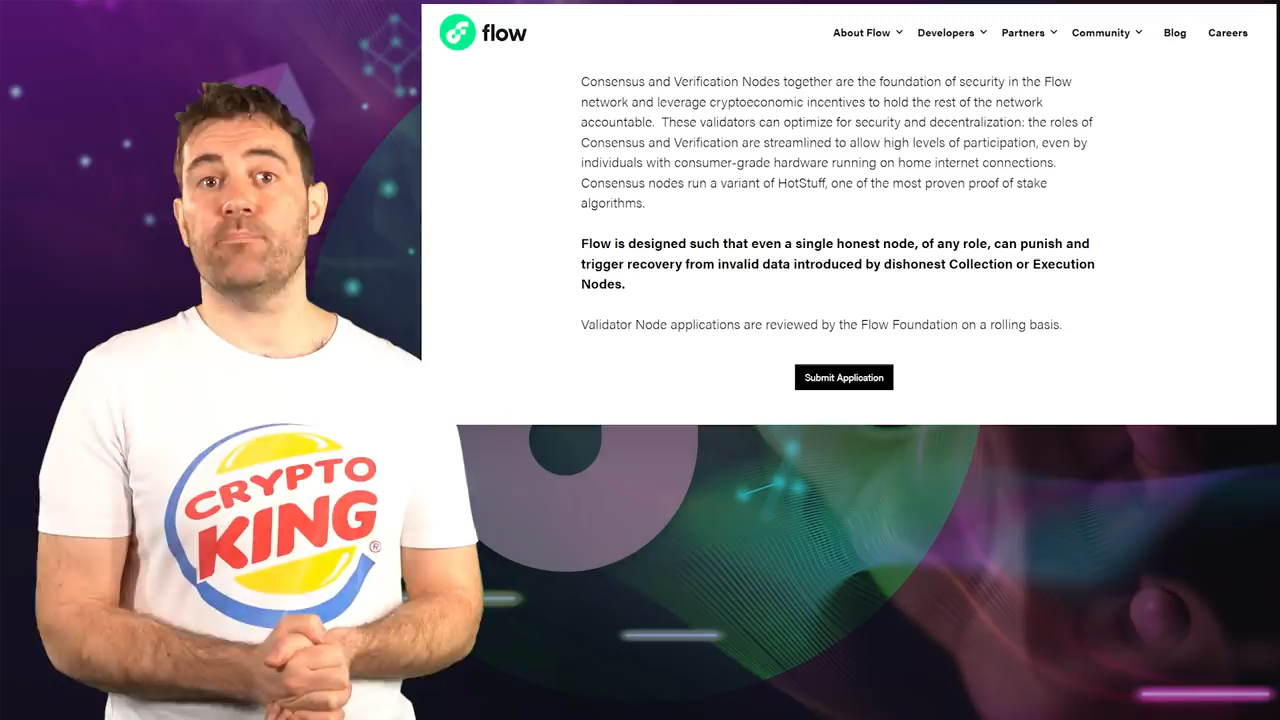 flow
About Flow Developers Partners Community Blog Careers
Consensus and Verification Nodes together are the foundation of security in the Flow
network and leverage cryptoeconomic incentives to hold the rest of the network
accountable. These validators can optimize for security and decentralization: the roles of
Consensus and Verification are streamlined to allow high levels of participation, even by
individuals with consumer-grade hardware running on home internet connections.
Consensus nodes run a variant of HotStuff, one of the most proven proof of stake
algorithms.
Flow is designed such that even a single honest node, of any role, can punish and
trigger recovery from invalid data introduced by dishonest Collection or Execution
Nodes.
Validator Node applications are reviewed by the Flow Foundation on a rolling basis.
Submit Application
CRYPTO
KING
®